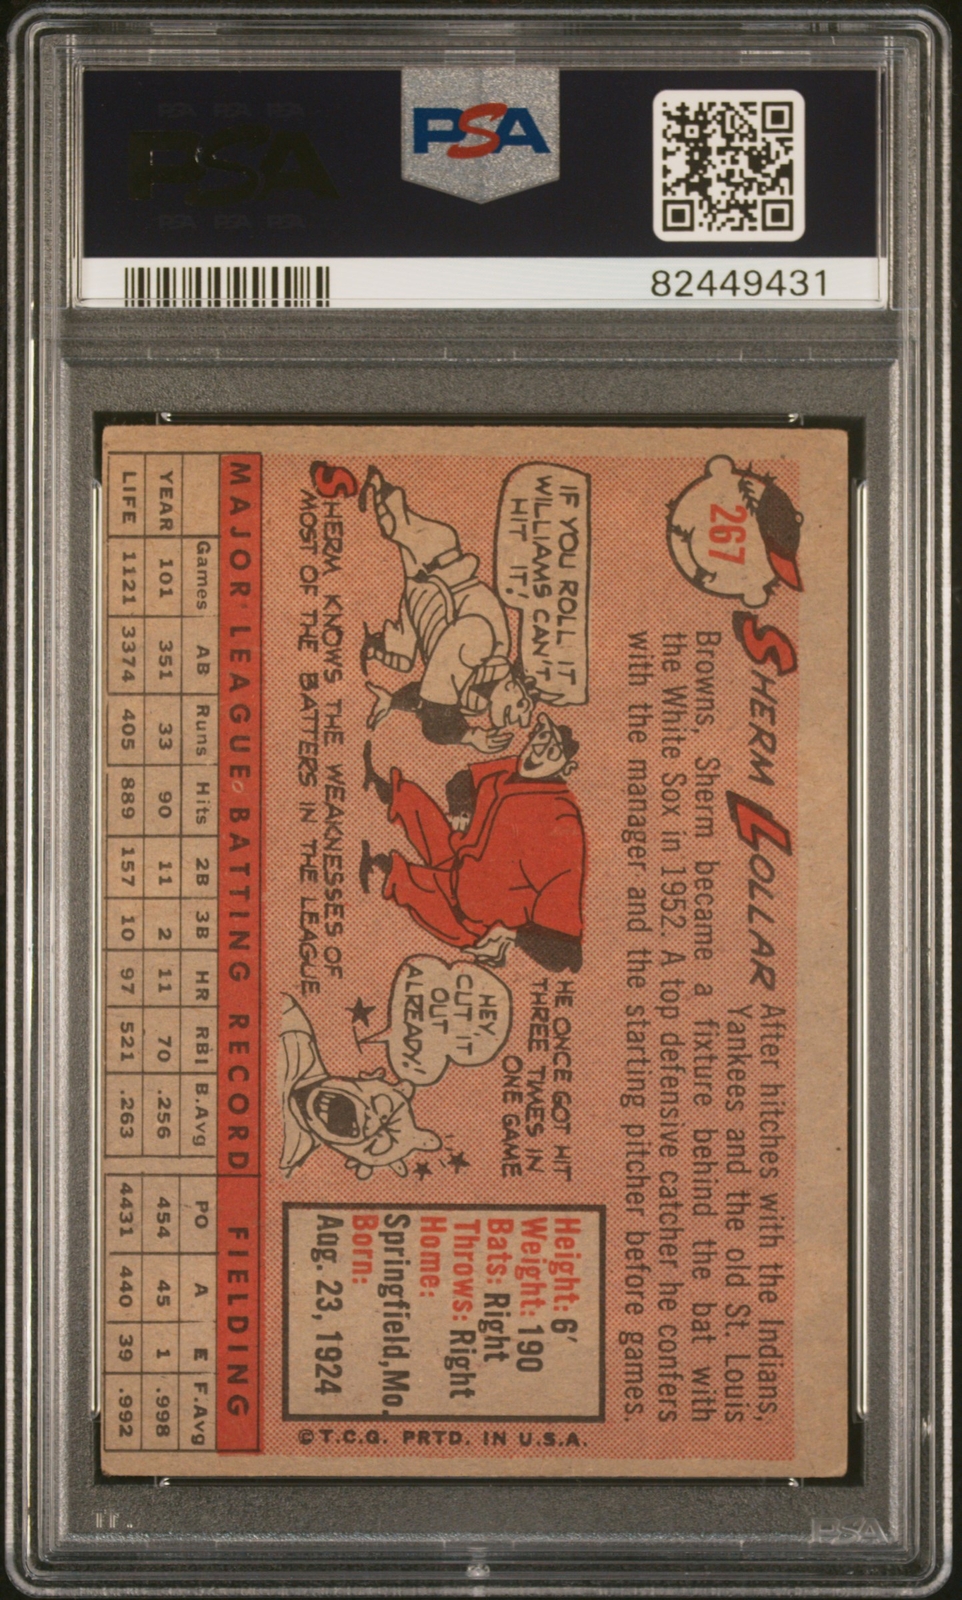 PSA PSA PSA
PSA
PSA PSA PSA
PSA
82449431
267
SHERM LOLLAR
After hitches with the Indians,
Yankees and the old St. Louis
Browns, Sherm became a fixture behind the bat with
the White Sox in 1952. A top defensive catcher he confers
with the manager and the starting pitcher before games.
IF YOU ROLL IT
WILLIAMS CAN'T
HIT IT!
SHERM KNOWS THE WEAKNESSES OF
MOST OF THE BATTERS IN THE LEAGUE
HE ONCE GOT HIT
THREE TIMES IN
ONE GAME
HEY,
CUT IT
OUT
ALREADY!
Height: 6'
Weight: 190
Bats: Right
Throws: Right
Home:
Springfield, Mo.
Born:
Aug. 23, 1924
©T.C.G. PRTD. IN U.S.A.
MAJOR LEAGUE BATTING RECORD FIELDING
Games AB Runs Hits 2B 3B HR RBI B.Avg PO A E F.Avg
YEAR 101 351 33 90 11 2 11 70 .256 454 45 1 .998
LIFE 1121 3374 405 889 157 10 97 521 .263 4431 440 39 .992
PSA